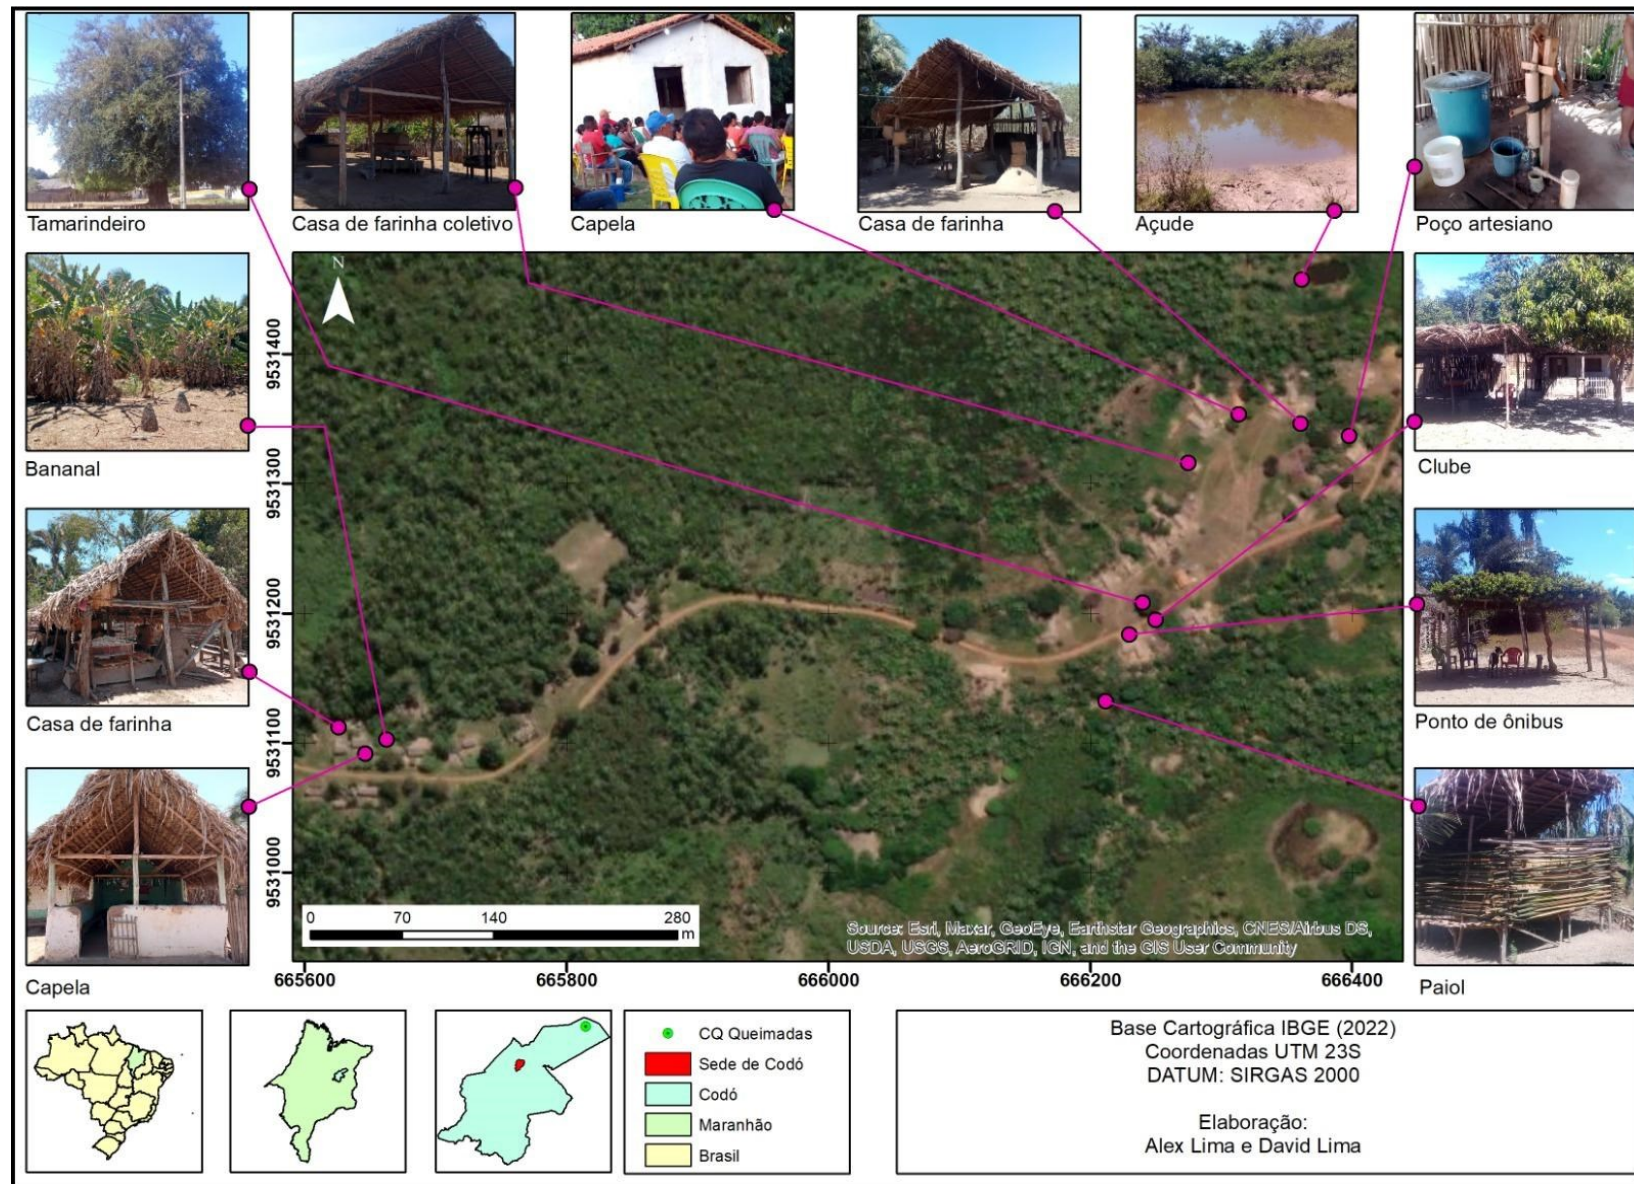 Tamarindeiro
Casa de farinha coletivo
Capela
Casa de farinha
Açude
Poço artesiano
Bananal
Clube
Casa de farinha
Ponto de ônibus
Capela
Paiol
N
9531400
9531300
9531200
9531100
9531000
0 70 140 280
m
Source: Esri, Maxar, GeoEye, Earthstar Geographics, CNES/Airbus DS,
USDA, USGS, AeroGRID, IGN, and the GIS User Community
665600 665800 666000 666200 666400
CQ Queimadas
Sede de Codó
Codó
Maranhão
Brasil
Base Cartográfica IBGE (2022)
Coordenadas UTM 23S
DATUM: SIRGAS 2000
Elaboração:
Alex Lima e David Lima